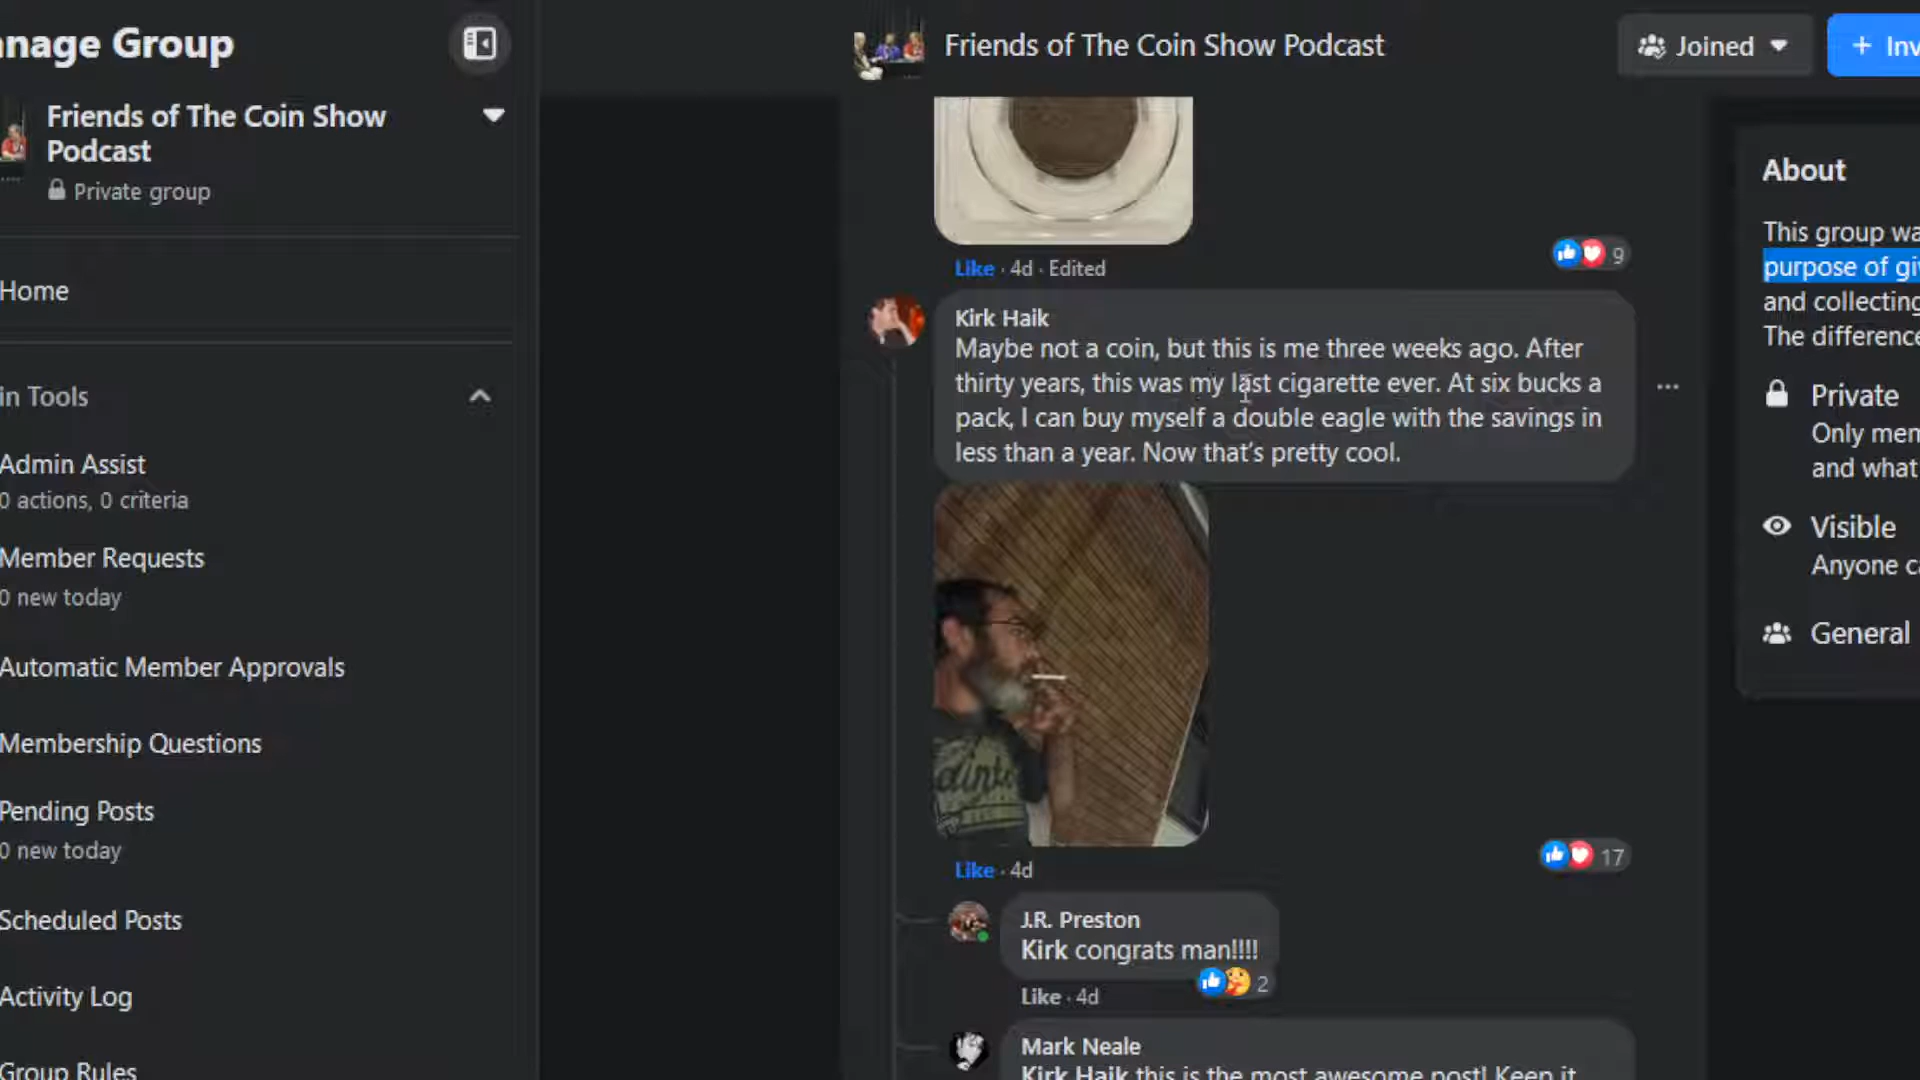 anage Group
Friends of The Coin Show
Podcast
Private group
Home
in Tools
Admin Assist
0 actions, 0 criteria
Member Requests
0 new today
Automatic Member Approvals
Membership Questions
Pending Posts
0 new today
Scheduled Posts
Activity Log
Group Rules
Friends of The Coin Show Podcast
Joined
+ Inv
Like · 4d · Edited
9
Kirk Haik
Maybe not a coin, but this is me three weeks ago. After
thirty years, this was my last cigarette ever. At six bucks a
pack, I can buy myself a double eagle with the savings in
less than a year. Now that's pretty cool.
Like · 4d
17
J.R. Preston
Kirk congrats man!!!!
Like · 4d
2
Mark Neale
Kirk Haik this is the most awesome post! Keep it
About
This group wa
purpose of gi
and collecting
The difference
Private
Only mem
and what
Visible
Anyone ca
General